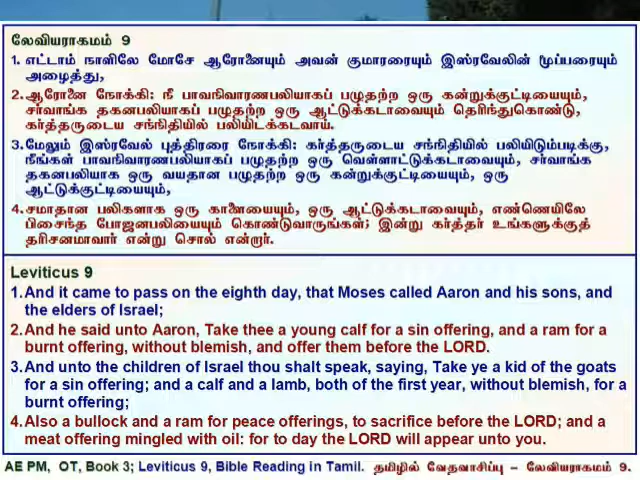 லேவியராகமம் 9
1. எட்டாம் நாளிலே மோசே ஆரோனையும் அவன் குமாரரையும் இஸ்ரவேலின் மூப்பரையும்
அழைத்து,
2. ஆரோனை நோக்கி: நீ பாவநிவாரணபலியாகப் பழுதற்ற ஒரு கன்றுக்குட்டியையும்,
சர்வாங்க தகனபலியாகப் பழுதற்ற ஒரு ஆட்டுக்கடாவையும் தெரிந்துகொண்டு,
கர்த்தருடைய சந்நிதியில் பலியிடக்கடவாய்.
3. மேலும் இஸ்ரவேல் புத்திரரை நோக்கி: கர்த்தருடைய சந்நிதியில் பலியிடும்படிக்கு,
நீங்கள் பாவநிவாரணபலியாகப் பழுதற்ற ஒரு வெள்ளாட்டுக்கடாவையும், சர்வாங்க
தகனபலியாக ஒரு வயதான பழுதற்ற ஒரு கன்றுக்குட்டியையும், ஒரு
ஆட்டுக்குட்டியையும்,
4. சமாதான பலிகளாக ஒரு காளையையும், ஒரு ஆட்டுக்கடாவையும், எண்ணெயிலே
பிசைந்த போஜனபலியையும் கொண்டுவாருங்கள்; இன்று கர்த்தர் உங்களுக்குத்
தரிசனமாவார் என்று சொல் என்றார்.
Leviticus 9
1. And it came to pass on the eighth day, that Moses called Aaron and his sons, and
the elders of Israel;
2. And he said unto Aaron, Take thee a young calf for a sin offering, and a ram for a
burnt offering, without blemish, and offer them before the LORD.
3. And unto the children of Israel thou shalt speak, saying, Take ye a kid of the goats
for a sin offering; and a calf and a lamb, both of the first year, without blemish, for a
burnt offering;
4. Also a bullock and a ram for peace offerings, to sacrifice before the LORD; and a
meat offering mingled with oil: for to day the LORD will appear unto you.
AE PM, OT, Book 3; Leviticus 9, Bible Reading in Tamil. தமிழில் வேதவாசிப்பு – லேவியராகமம் 9.